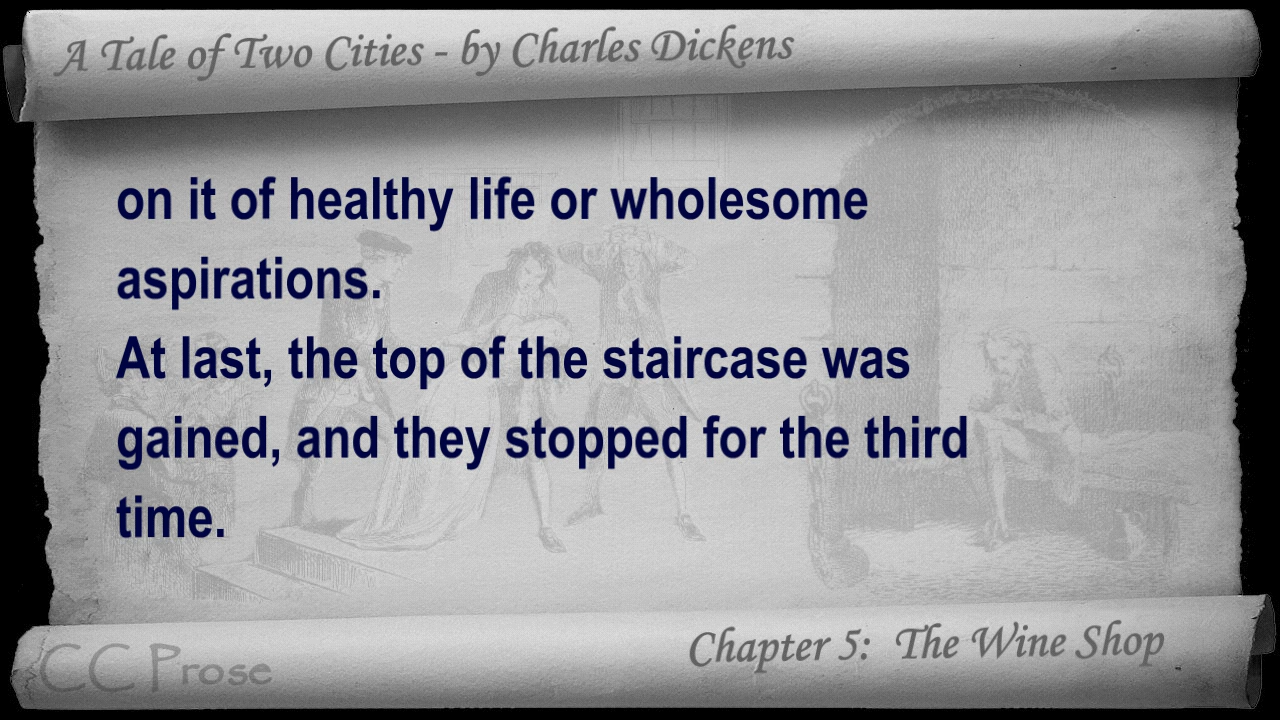 A Tale of Two Cities - by Charles Dickens
on it of healthy life or wholesome
aspirations.
At last, the top of the staircase was
gained, and they stopped for the third
time.
Chapter 5: The Wine Shop
CC Prose